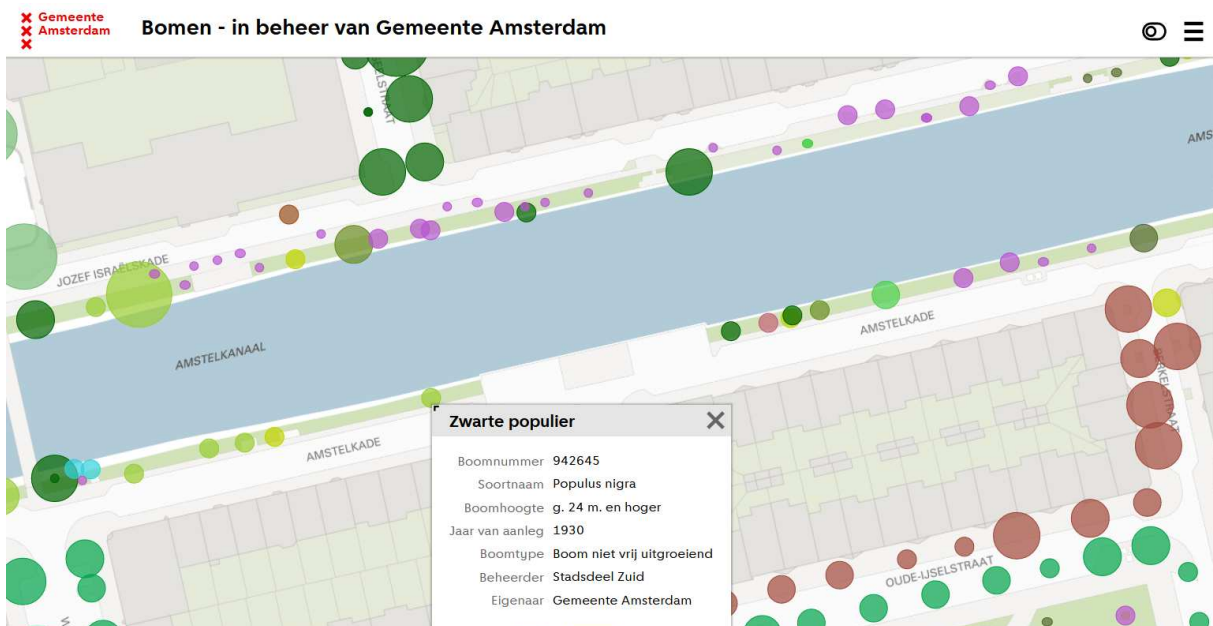 Gemeente
Amsterdam
Bomen - in beheer van Gemeente Amsterdam
AMS
JOZEF ISRAËLSKADE
AMSTELKANAAL
AMSTELKADE
AMSTELKADE
OUDE-IJSELSTRAAT
Zwarte populier
Boomnummer 942645
Soortnaam Populus nigra
Boomhoogte g. 24 m. en hoger
Jaar van aanleg 1930
Boomtype Boom niet vrij uitgroeiend
Beheerder Stadsdeel Zuid
Eigenaar Gemeente Amsterdam